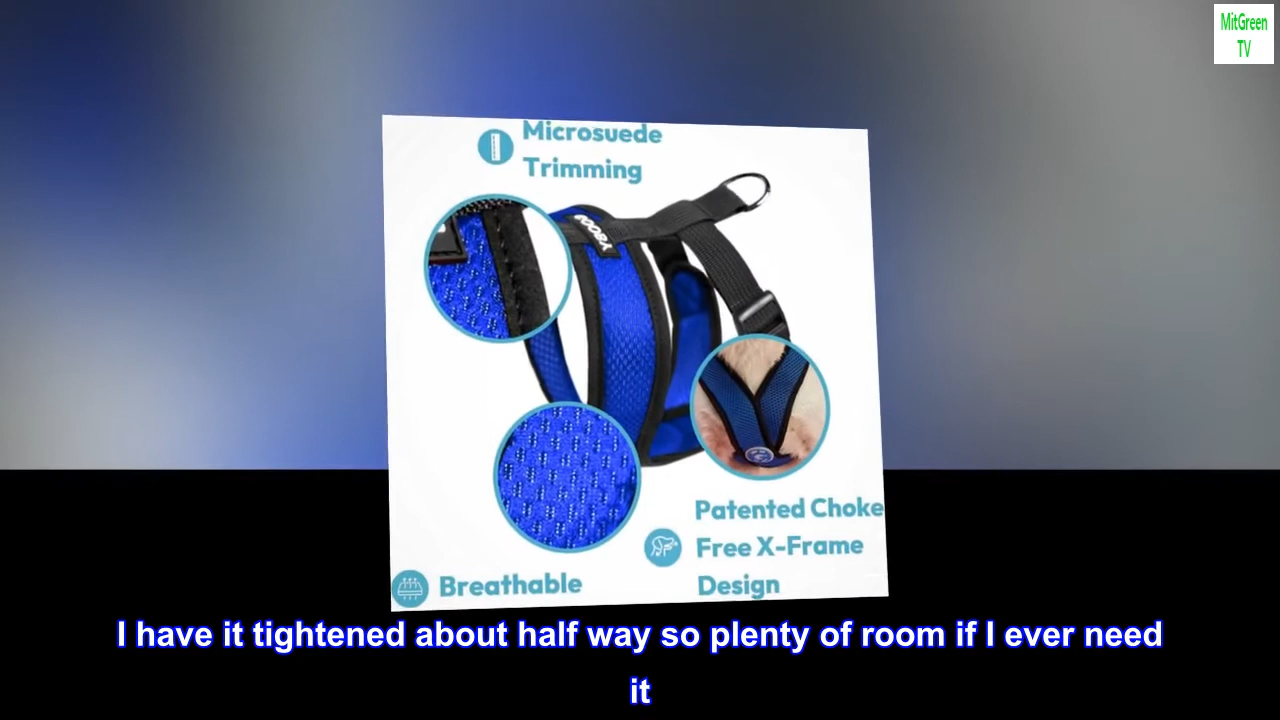 MitGreen
TV
Microsuede
Trimming
Patented Choke
Free X-Frame
Design
Breathable
I have it tightened about half way so plenty of room if I ever need
it